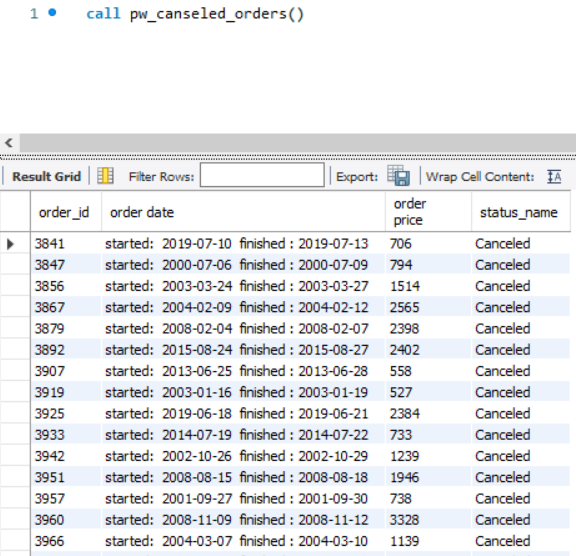 1 call pw_canseled_orders()
Result Grid Filter Rows: Export: Wrap Cell Content:
order_id order date order price status_name
3841 started: 2019-07-10 finished : 2019-07-13 706 Canceled
3847 started: 2000-07-06 finished : 2000-07-09 794 Canceled
3856 started: 2003-03-24 finished : 2003-03-27 1514 Canceled
3867 started: 2004-02-09 finished : 2004-02-12 2565 Canceled
3879 started: 2008-02-04 finished : 2008-02-07 2398 Canceled
3892 started: 2015-08-24 finished : 2015-08-27 2402 Canceled
3907 started: 2013-06-25 finished : 2013-06-28 558 Canceled
3919 started: 2003-01-16 finished : 2003-01-19 527 Canceled
3925 started: 2019-06-18 finished : 2019-06-21 2384 Canceled
3933 started: 2014-07-19 finished : 2014-07-22 733 Canceled
3942 started: 2002-10-26 finished : 2002-10-29 1239 Canceled
3951 started: 2008-08-15 finished : 2008-08-18 1946 Canceled
3957 started: 2001-09-27 finished : 2001-09-30 738 Canceled
3960 started: 2008-11-09 finished : 2008-11-12 3328 Canceled
3966 started: 2004-03-07 finished : 2004-03-10 1139 Canceled